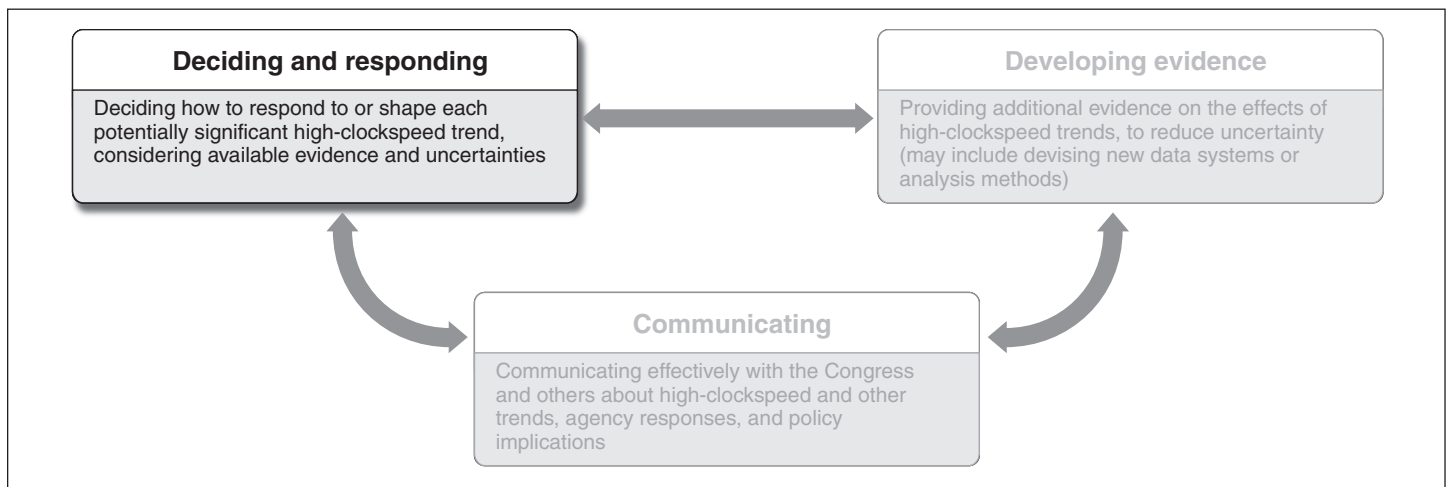 Deciding and responding
Deciding how to respond to or shape each
potentially significant high-clockspeed trend,
considering available evidence and uncertainties
Developing evidence
Providing additional evidence on the effects of
high-clockspeed trends, to reduce uncertainty
(may include devising new data systems or
analysis methods)
Communicating
Communicating effectively with the Congress
and others about high-clockspeed and other
trends, agency responses, and policy
implications